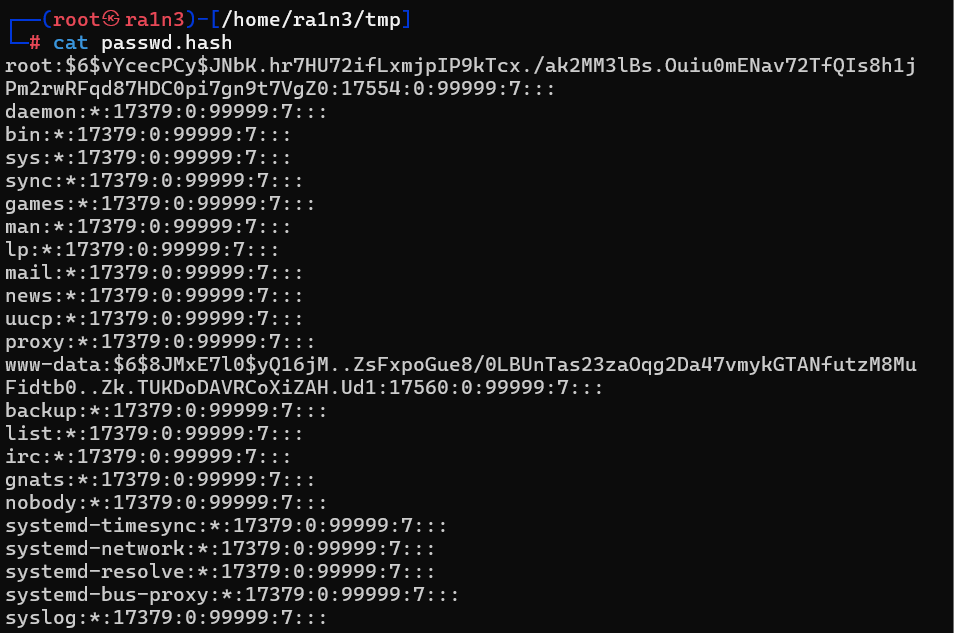 ┌──(root㉿ra1n3)-[/home/ra1n3/tmp]
└─# cat passwd.hash
root:$6$vYcecPCy$JNbK.hr7HU72ifLxmjpIP9kTcx./ak2MM3lBs.Ouiu0mENav72TfQIs8h1j
Pm2rwRFqd87HDC0pi7gn9t7VgZ0:17554:0:99999:7:::
daemon:*:17379:0:99999:7:::
bin:*:17379:0:99999:7:::
sys:*:17379:0:99999:7:::
sync:*:17379:0:99999:7:::
games:*:17379:0:99999:7:::
man:*:17379:0:99999:7:::
lp:*:17379:0:99999:7:::
mail:*:17379:0:99999:7:::
news:*:17379:0:99999:7:::
uucp:*:17379:0:99999:7:::
proxy:*:17379:0:99999:7:::
www-data:$6$8JMxE7l0$yQ16jM..ZsFxpoGue8/0LBUnTas23zaOqg2Da47vmykGTANfutzM8Mu
Fidtb0..Zk.TUKDoDAVRCoXiZAH.Ud1:17560:0:99999:7:::
backup:*:17379:0:99999:7:::
list:*:17379:0:99999:7:::
irc:*:17379:0:99999:7:::
gnats:*:17379:0:99999:7:::
nobody:*:17379:0:99999:7:::
systemd-timesync:*:17379:0:99999:7:::
systemd-network:*:17379:0:99999:7:::
systemd-resolve:*:17379:0:99999:7:::
systemd-bus-proxy:*:17379:0:99999:7:::
syslog:*:17379:0:99999:7:::